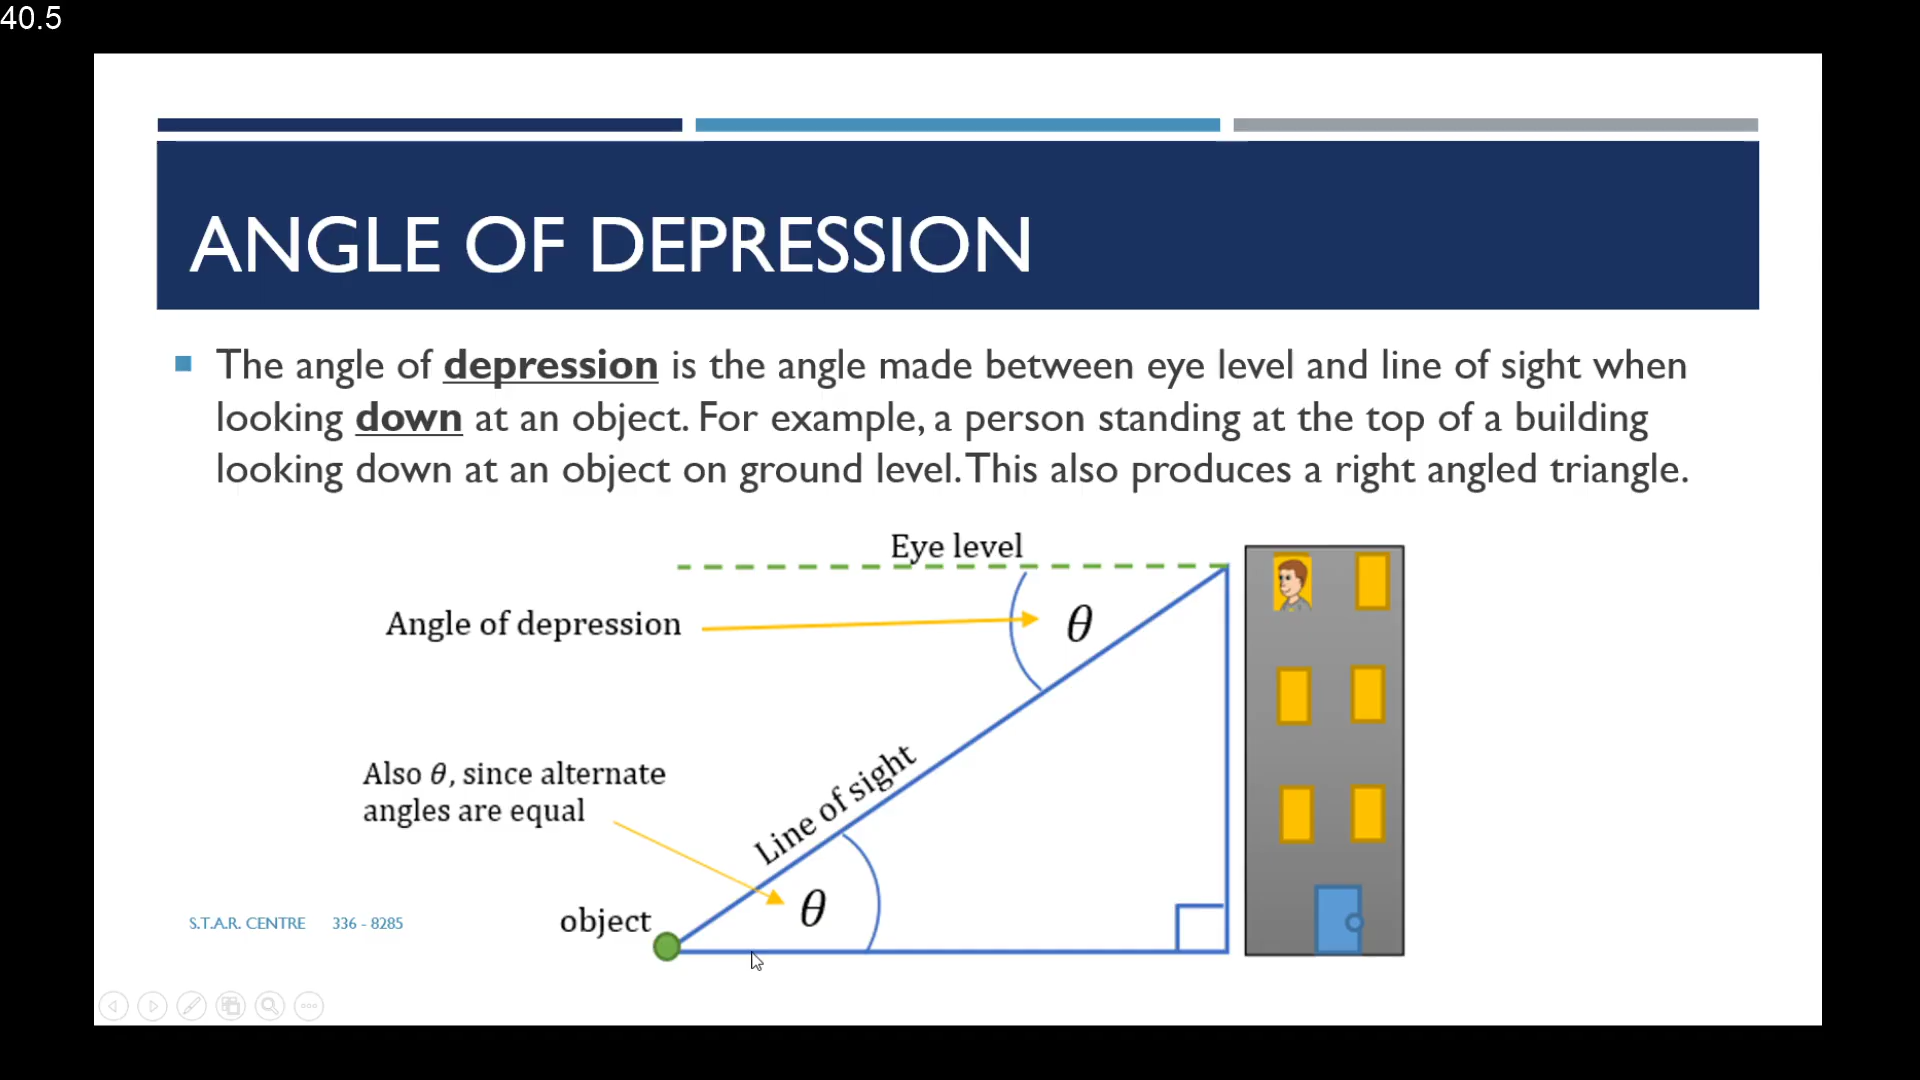 40.5
ANGLE OF DEPRESSION
The angle of depression is the angle made between eye level and line of sight when
looking down at an object. For example, a person standing at the top of a building
looking down at an object on ground level. This also produces a right angled triangle.
Eye level
Angle of depression
θ
Also θ, since alternate
angles are equal
Line of sight
θ
object
S.T.A.R. CENTRE 336 - 8285